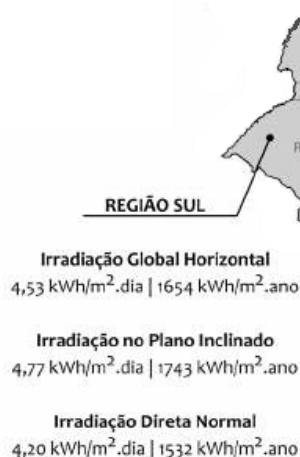 REGIÃO SUL
Irradiação Global Horizontal
4,53 kWh/m².dia | 1654 kWh/m².ano
Irradiação no Plano Inclinado
4,77 kWh/m².dia | 1743 kWh/m².ano
Irradiação Direta Normal
4,20 kWh/m².dia | 1532 kWh/m².ano